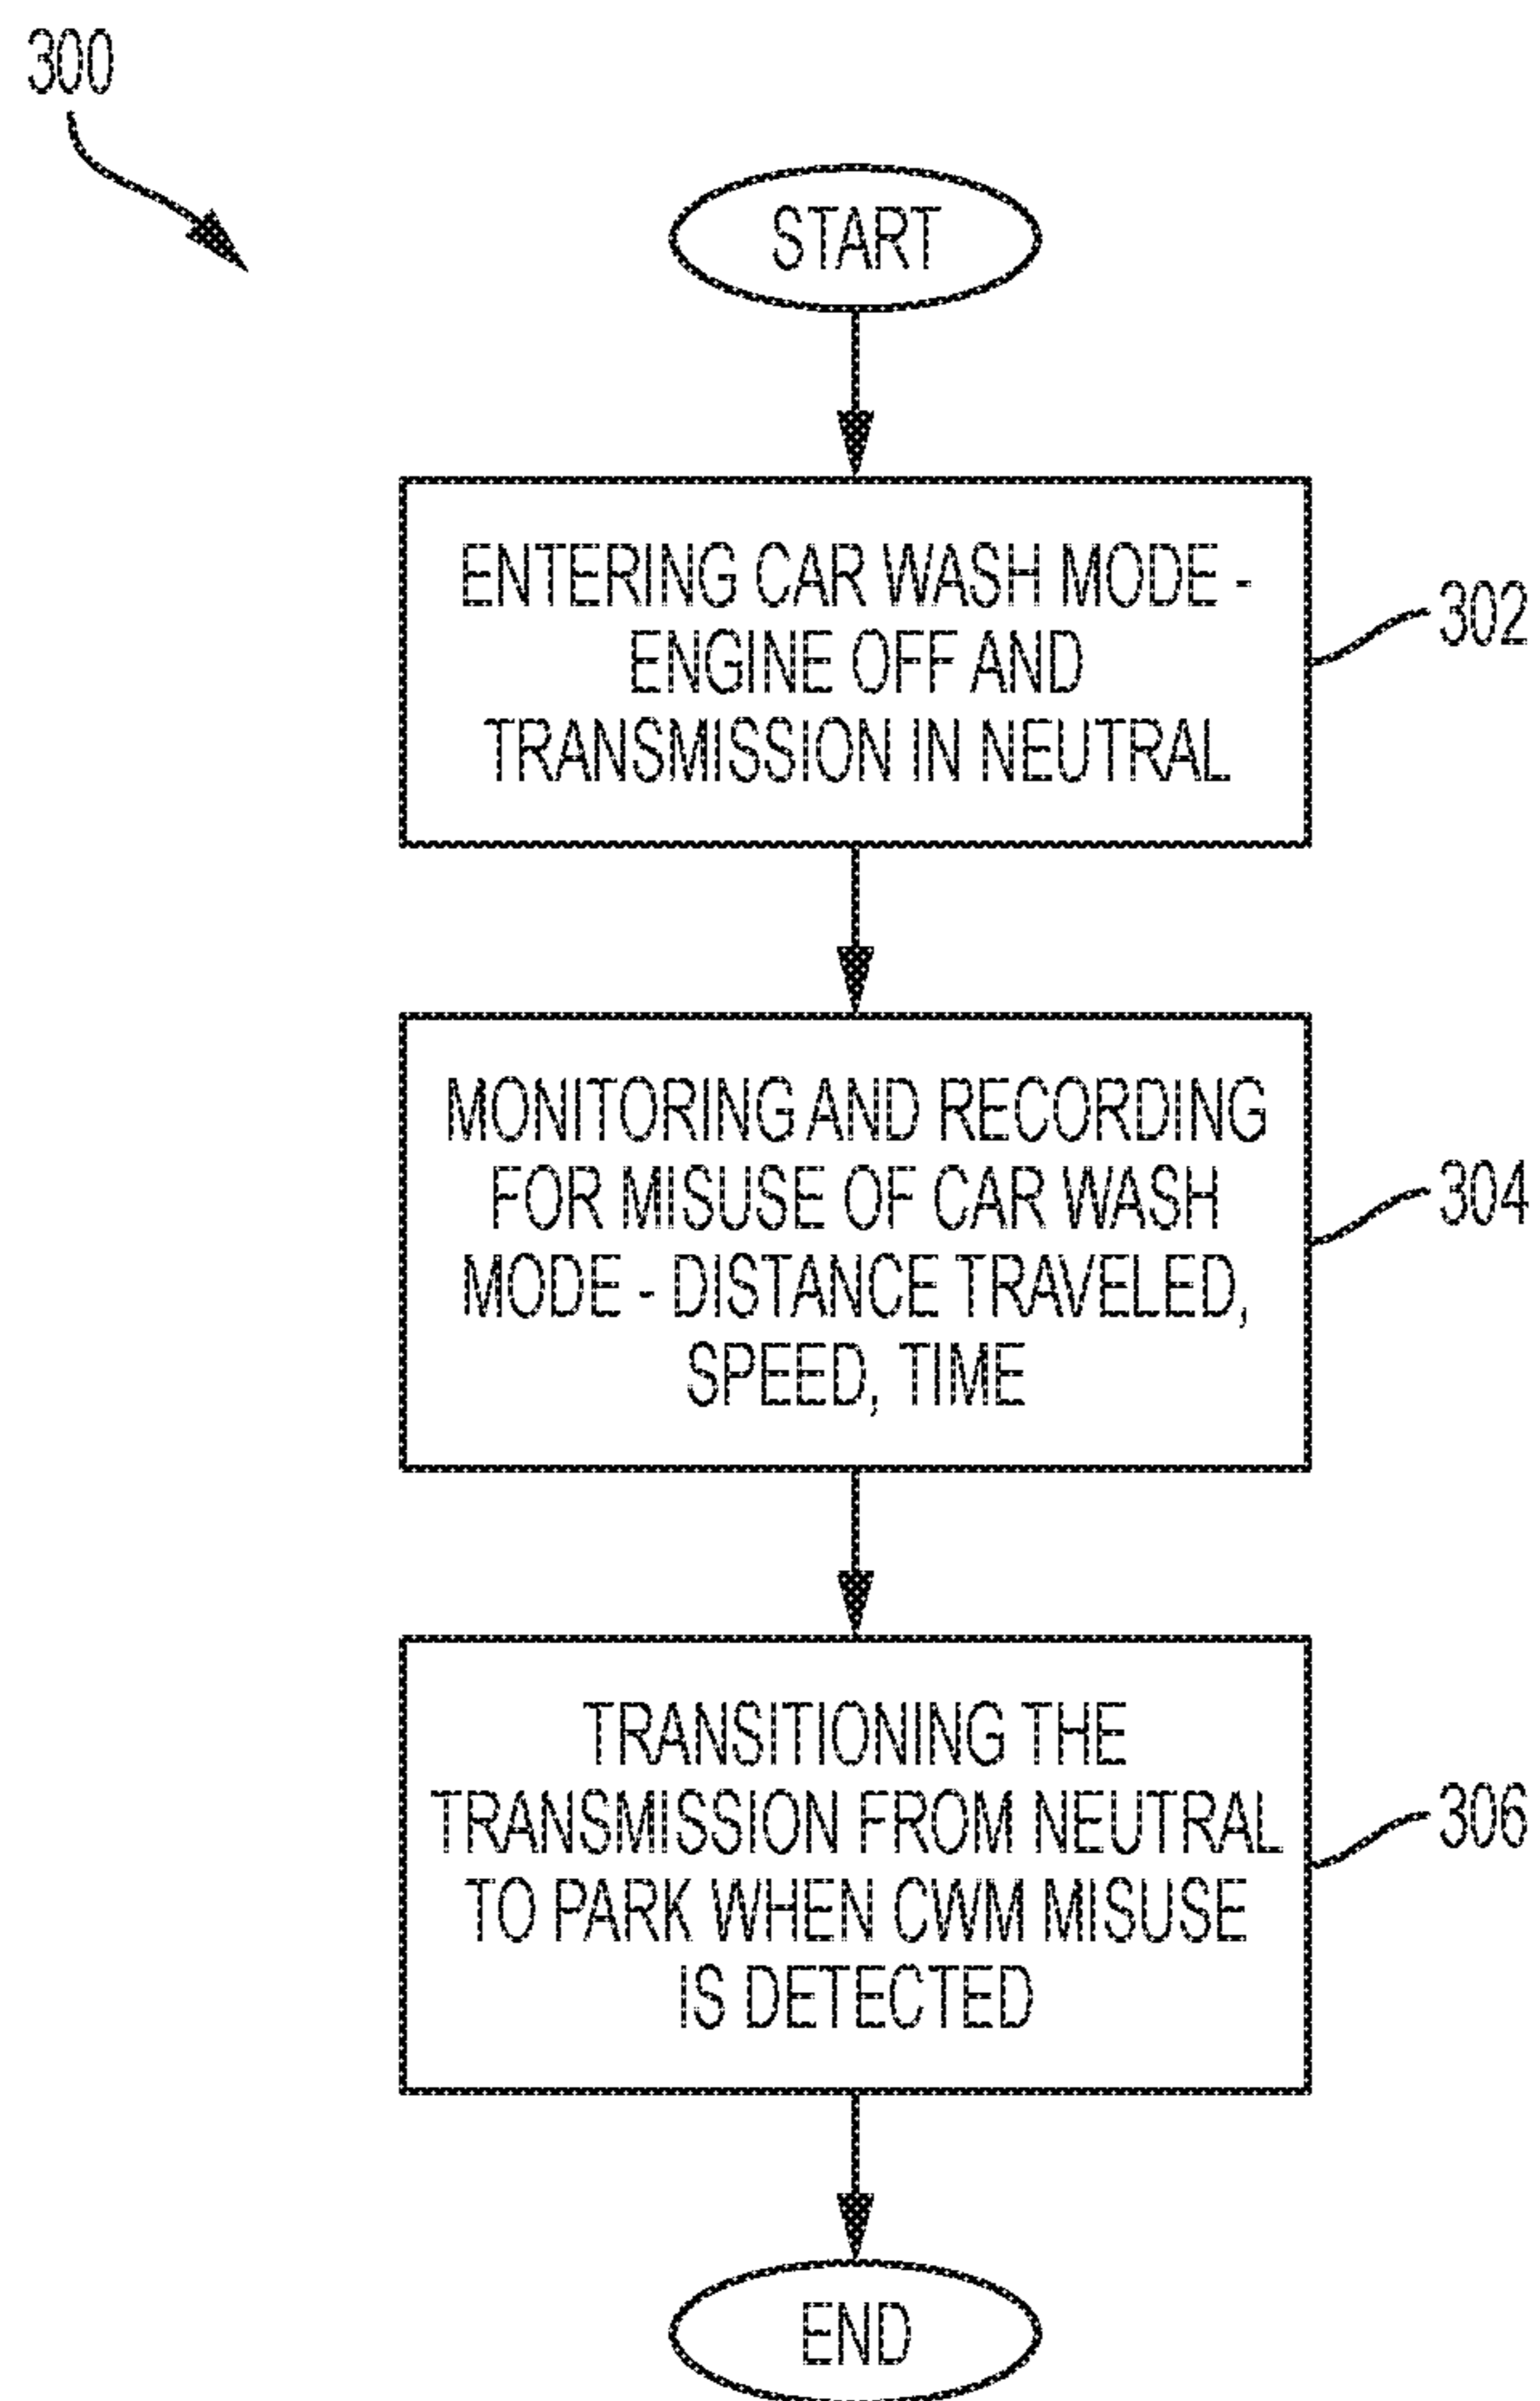 300
START
ENTERING CAR WASH MODE -
ENGINE OFF AND
TRANSMISSION IN NEUTRAL
302
MONITORING AND RECORDING
FOR MISUSE OF CAR WASH
MODE - DISTANCE TRAVELED,
SPEED, TIME
304
TRANSITIONING THE
TRANSMISSION FROM NEUTRAL
TO PARK WHEN CWM MISUSE
IS DETECTED
306
END